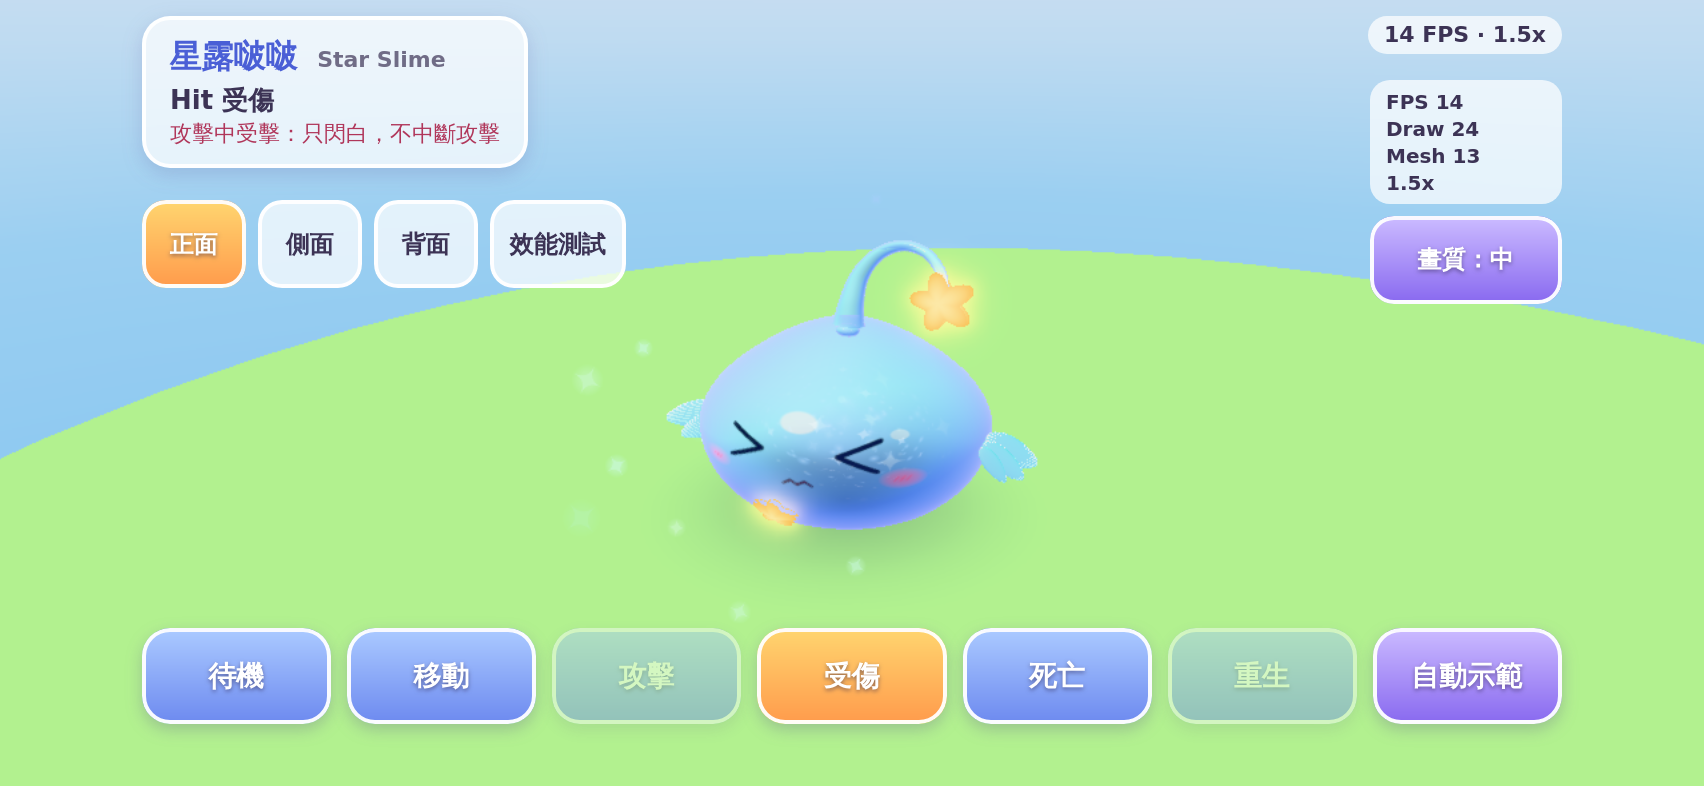 星露啵啵 Star Slime
Hit 受傷
攻擊中受擊：只閃白，不中斷攻擊
14 FPS · 1.5x
FPS 14
Draw 24
Mesh 13
1.5x
正面 側面 背面 效能測試
畫質：中
待機 移動 攻擊 受傷 死亡 重生 自動示範